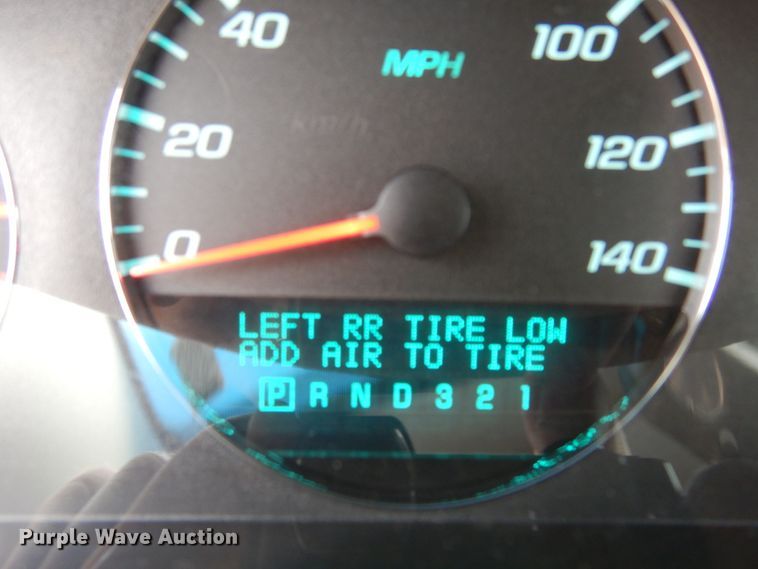 40
100
MPH
km/h
20
120
0
140
LEFT RR TIRE LOW
ADD AIR TO TIRE
P R N D 3 2 1
Purple Wave Auction